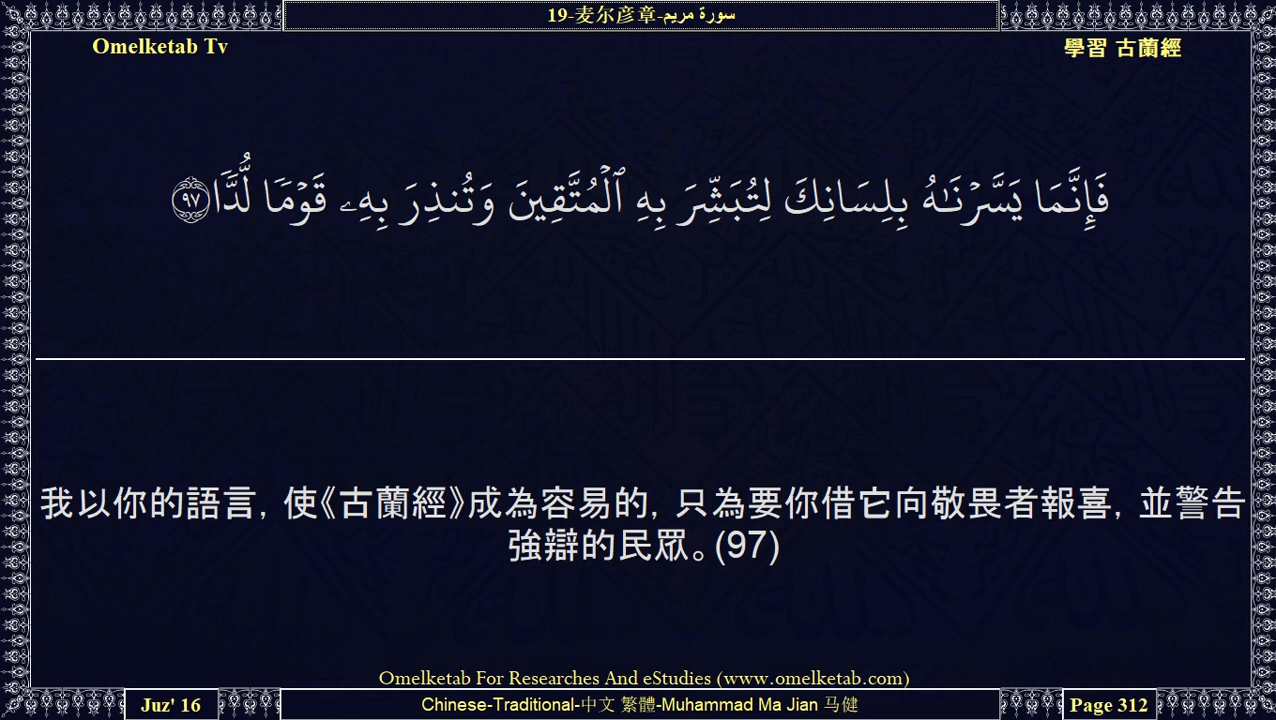 19-麦尔彦章-سورة مريم
Omelketab Tv
學習 古蘭經
فَإِنَّمَا يَسَّرْنَـٰهُ بِلِسَانِكَ لِتُبَشِّرَ بِهِ ٱلْمُتَّقِينَ وَتُنذِرَ بِهِۦ قَوْمًا لُّدًّا ٩٧
我以你的語言，使《古蘭經》成為容易的，只為要你借它向敬畏者報喜，並警告
強辯的民眾。(97)
Omelketab For Researches And eStudies (www.omelketab.com)
Juz' 16
Chinese-Traditional-中文 繁體-Muhammad Ma Jian 马健
Page 312